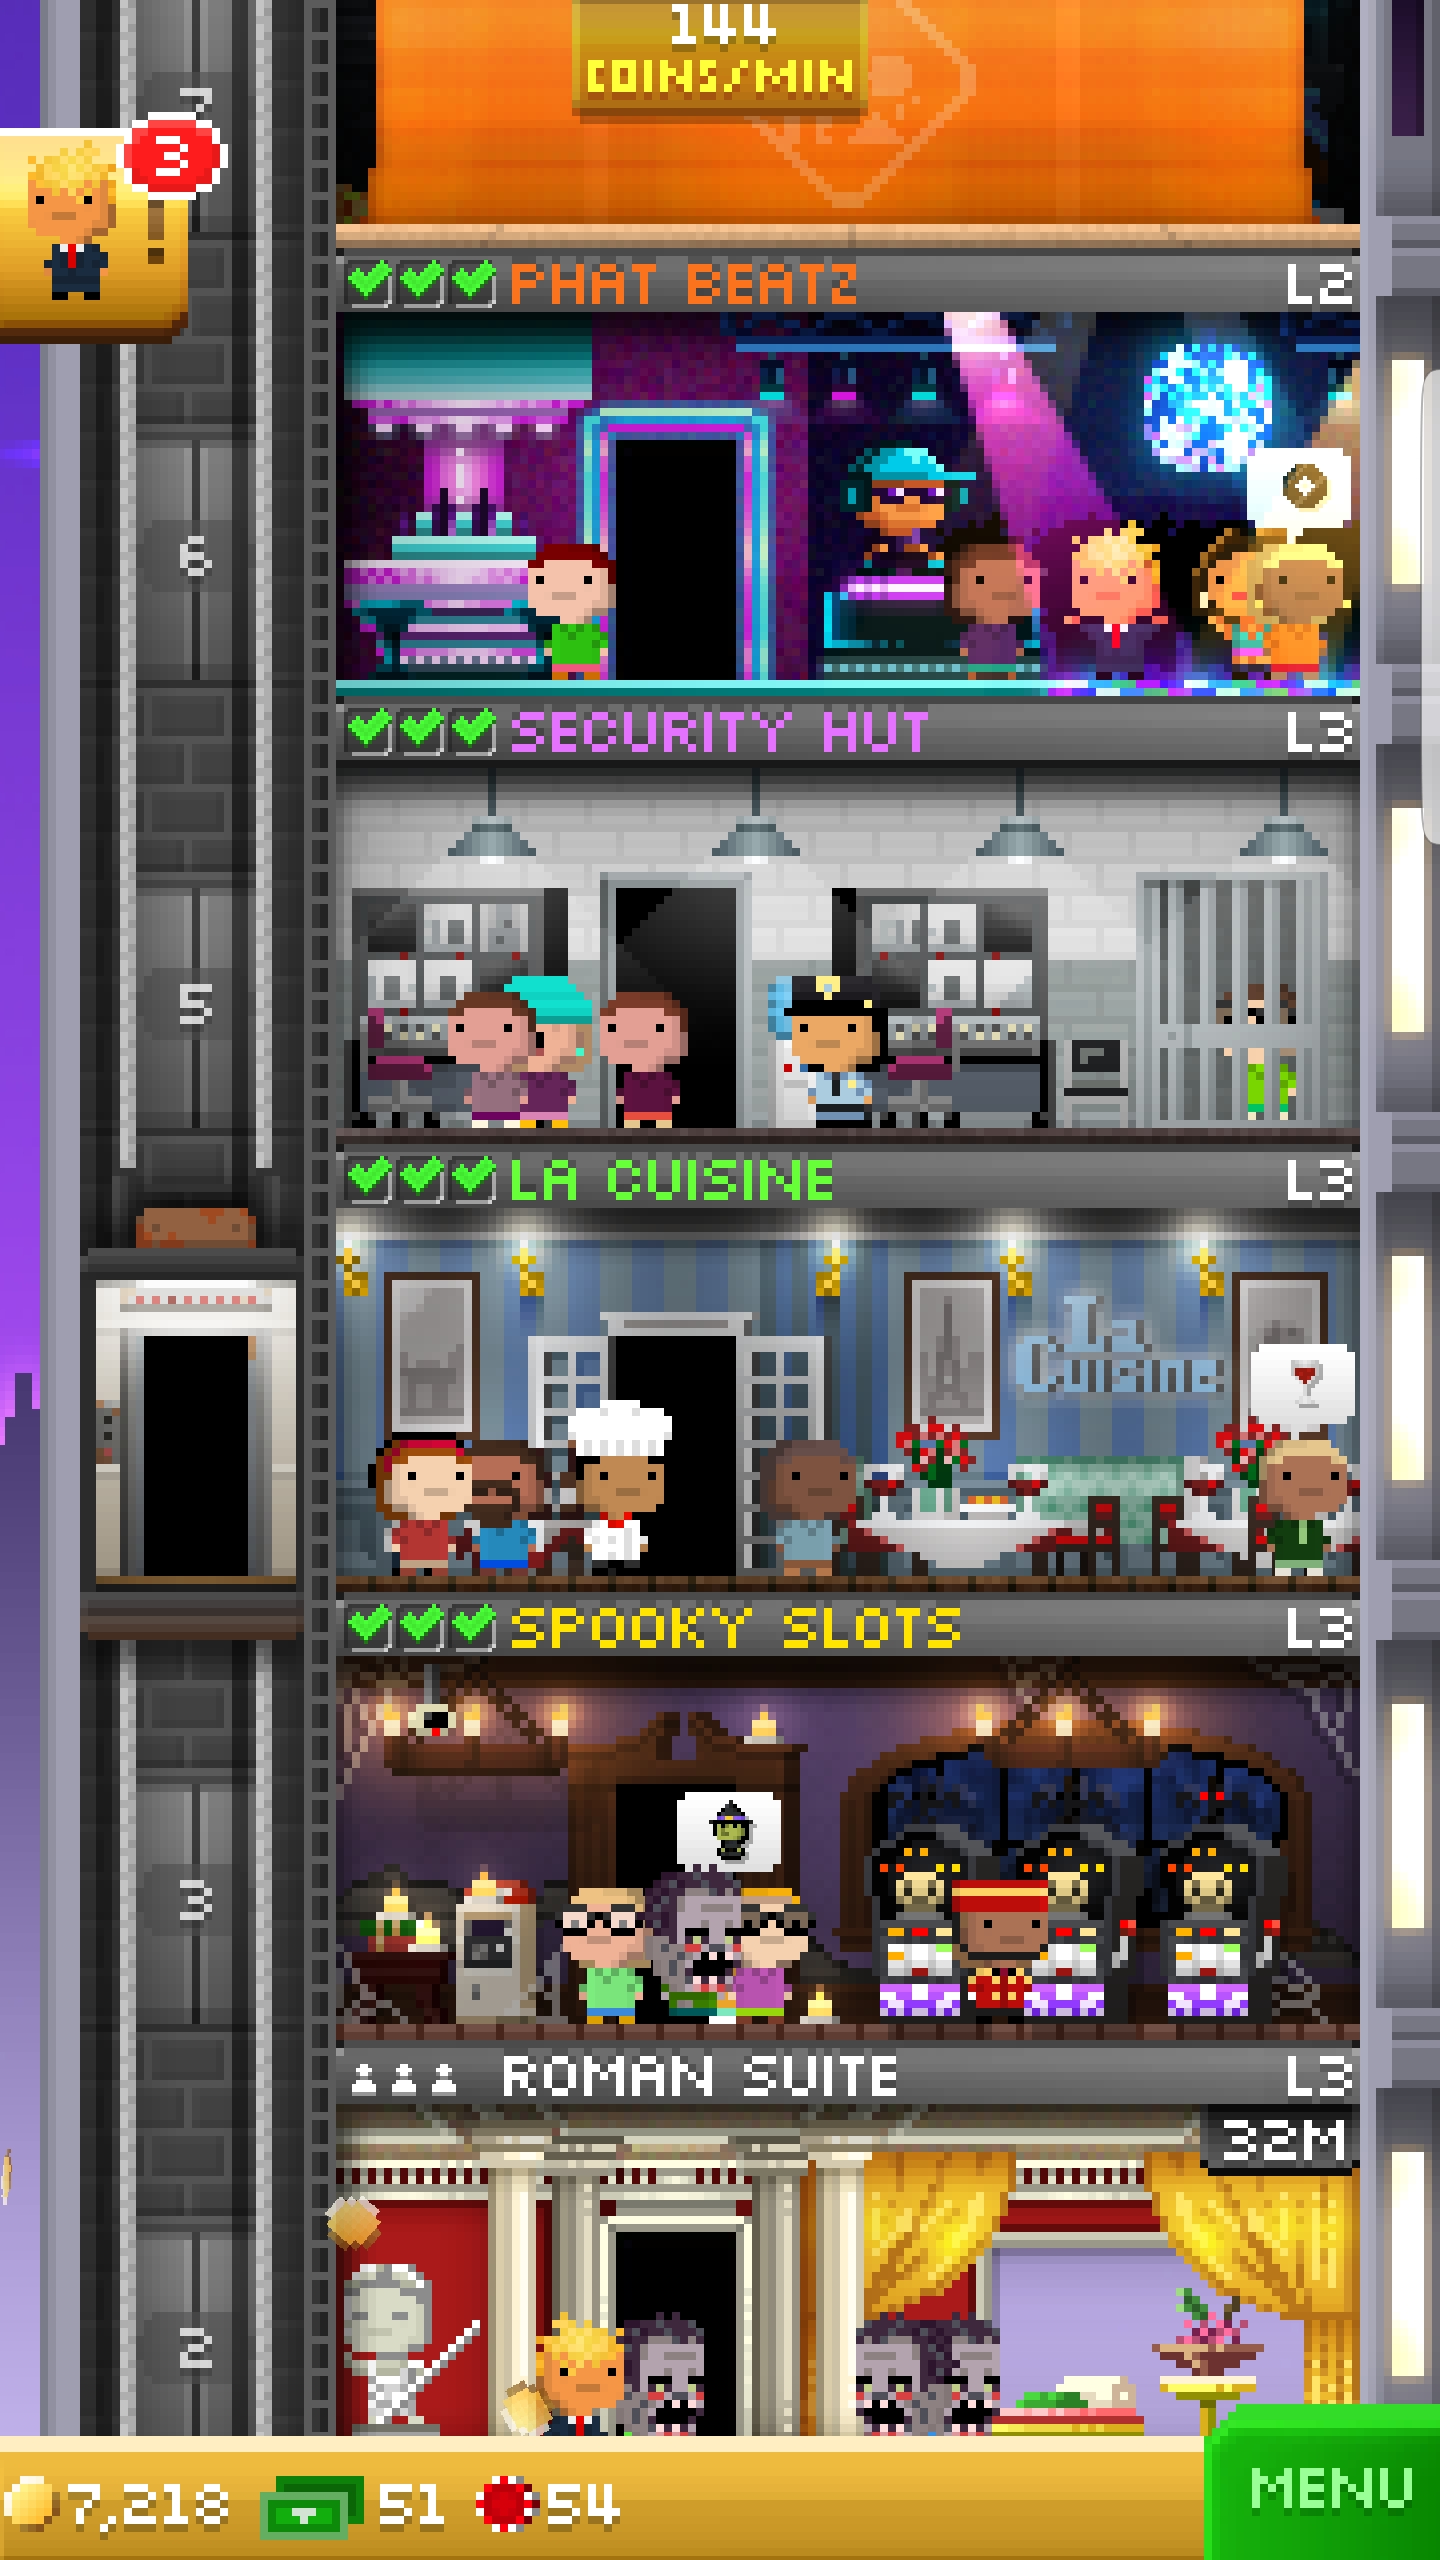 144
COINS/MIN
7
3
!
PHAT BEATZ L2
6
SECURITY HUT L3
5
LA CUISINE L3
La
Cuisine
SPOOKY SLOTS L3
3
ROMAN SUITE L3
32M
2
7,218 51 54
MENU